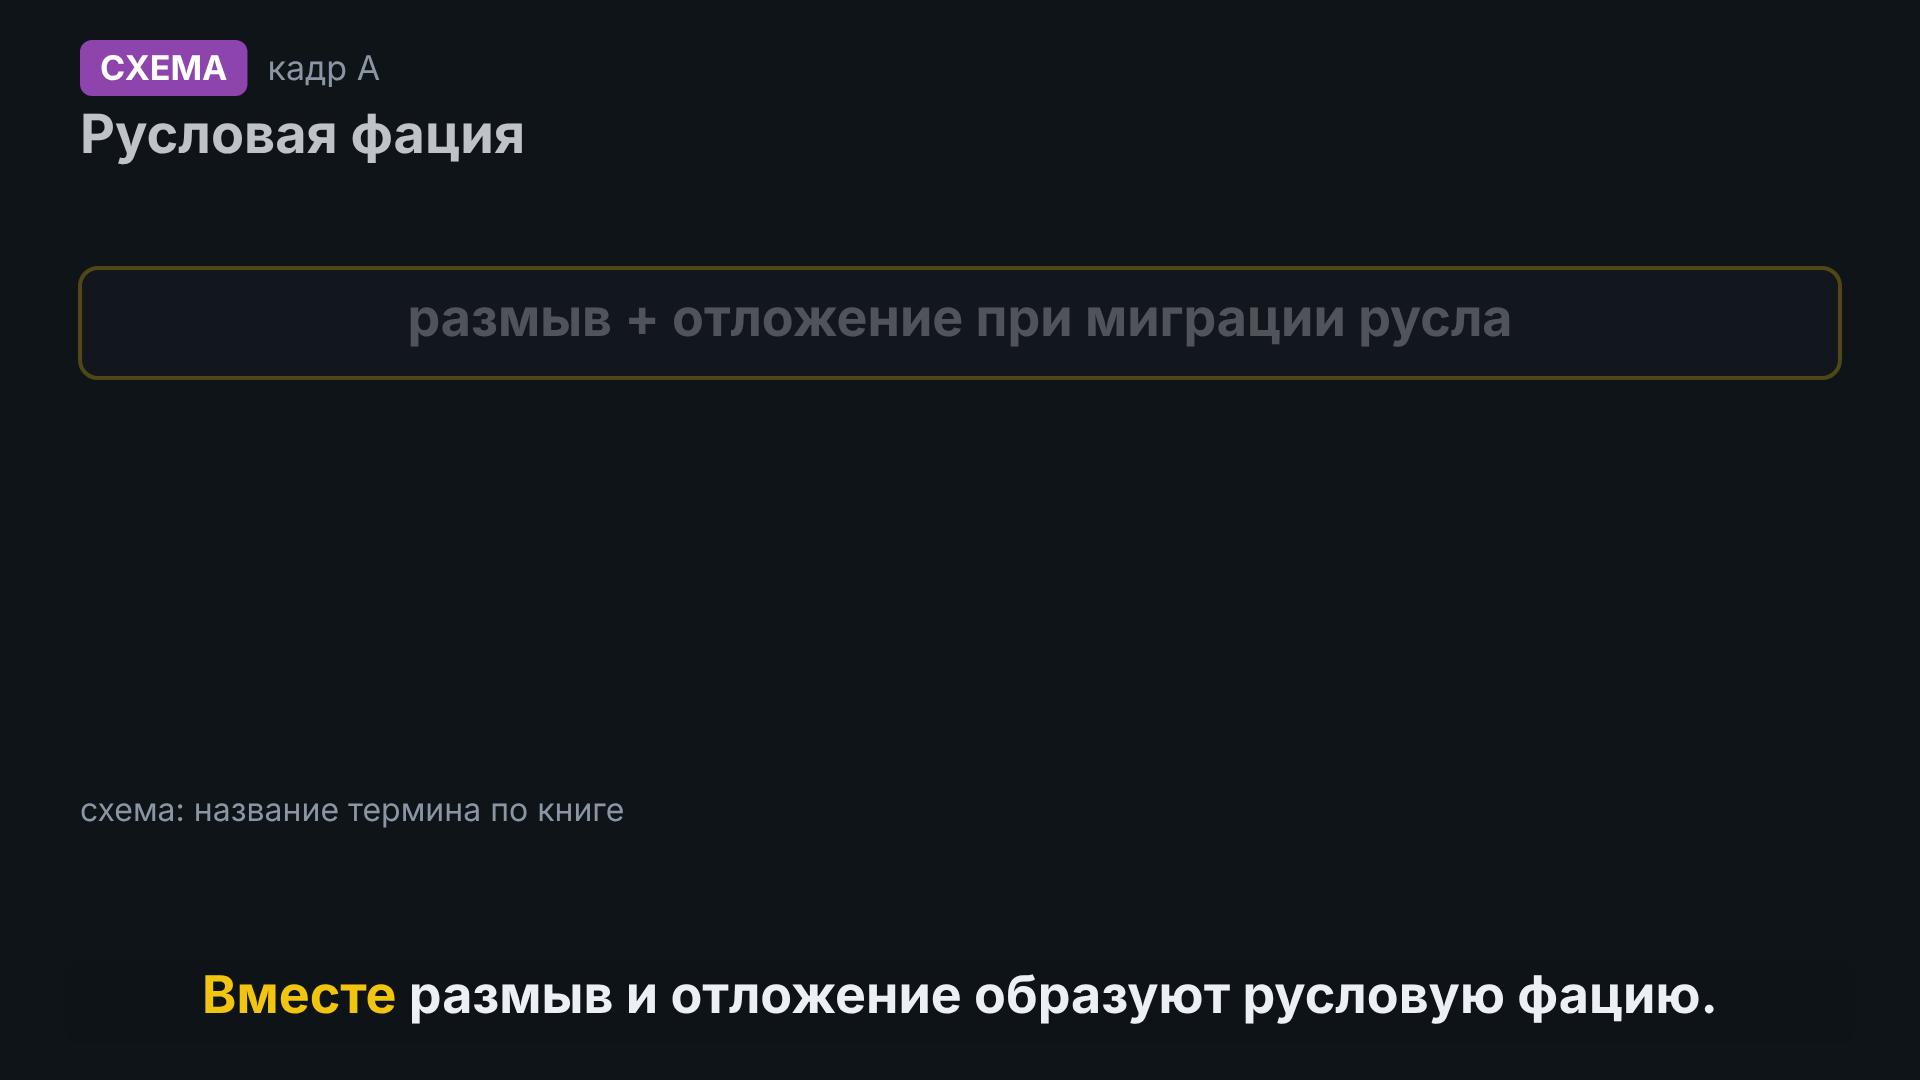 СХЕМА кадр А
Русловая фация
размыв + отложение при миграции русла
схема: название термина по книге
Вместе размыв и отложение образуют русловую фацию.